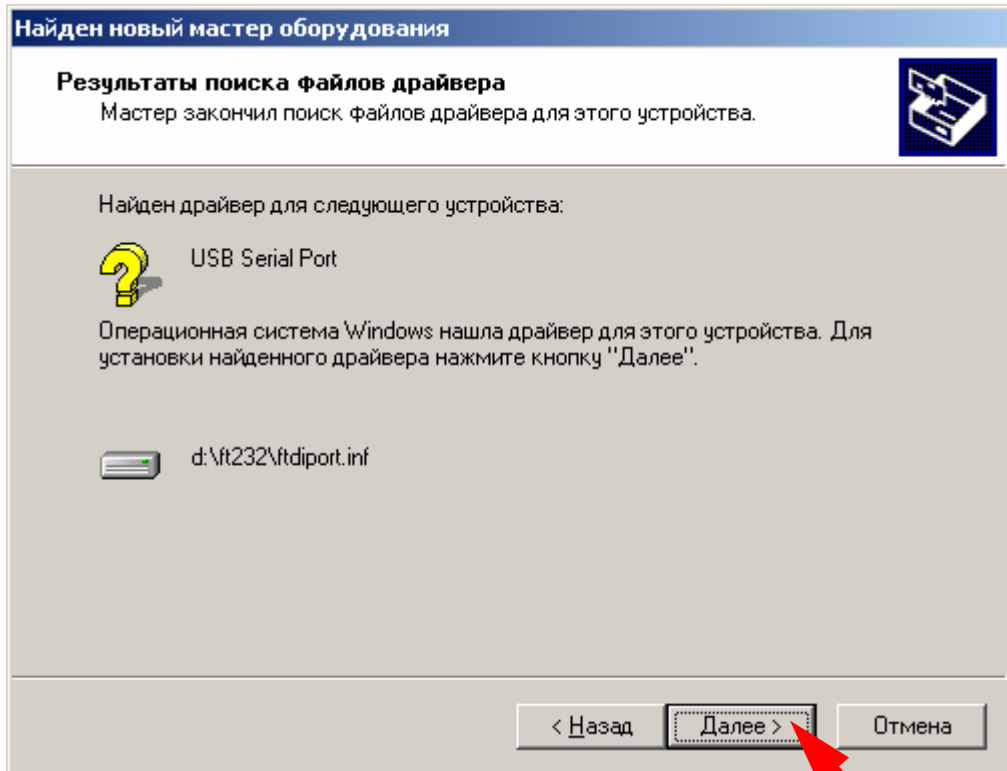 Найден новый мастер оборудования
Результаты поиска файлов драйвера
Мастер закончил поиск файлов драйвера для этого устройства.
Найден драйвер для следующего устройства:
USB Serial Port
Операционная система Windows нашла драйвер для этого устройства. Для
установки найденного драйвера нажмите кнопку "Далее".
d:\ft232\ftdiport.inf
< Назад Далее > Отмена